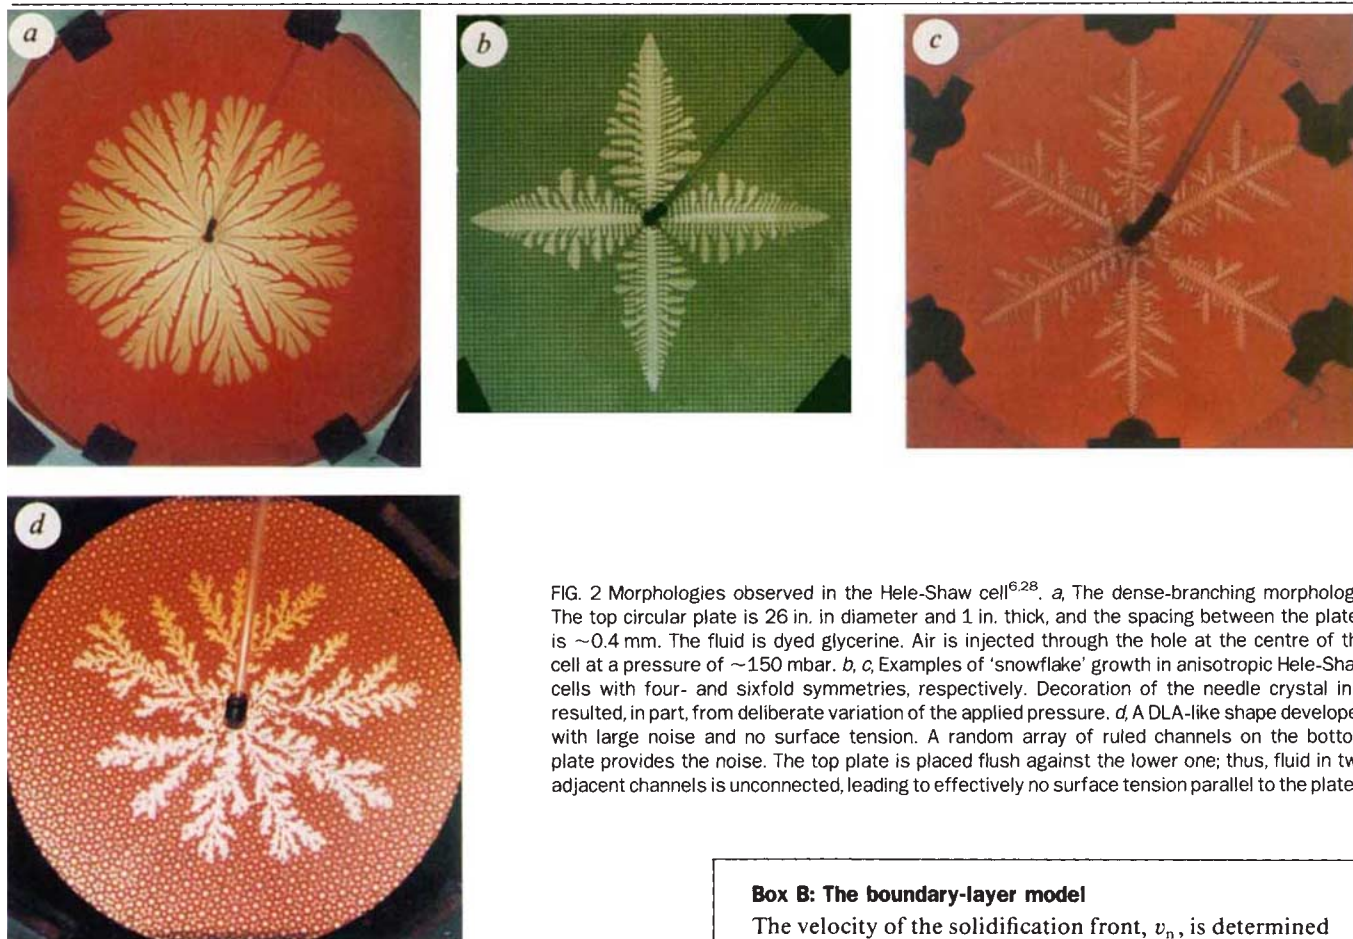 a
b
c
d
FIG. 2 Morphologies observed in the Hele-Shaw cell6,28. a, The dense-branching morpholog
The top circular plate is 26 in. in diameter and 1 in. thick, and the spacing between the plate
is ~0.4 mm. The fluid is dyed glycerine. Air is injected through the hole at the centre of th
cell at a pressure of ~150 mbar. b, c, Examples of 'snowflake' growth in anisotropic Hele-Sha
cells with four- and sixfold symmetries, respectively. Decoration of the needle crystal in
resulted, in part, from deliberate variation of the applied pressure. d, A DLA-like shape develope
with large noise and no surface tension. A random array of ruled channels on the botto
plate provides the noise. The top plate is placed flush against the lower one; thus, fluid in tw
adjacent channels is unconnected, leading to effectively no surface tension parallel to the plate
Box B: The boundary-layer model
The velocity of the solidification front, vn, is determined